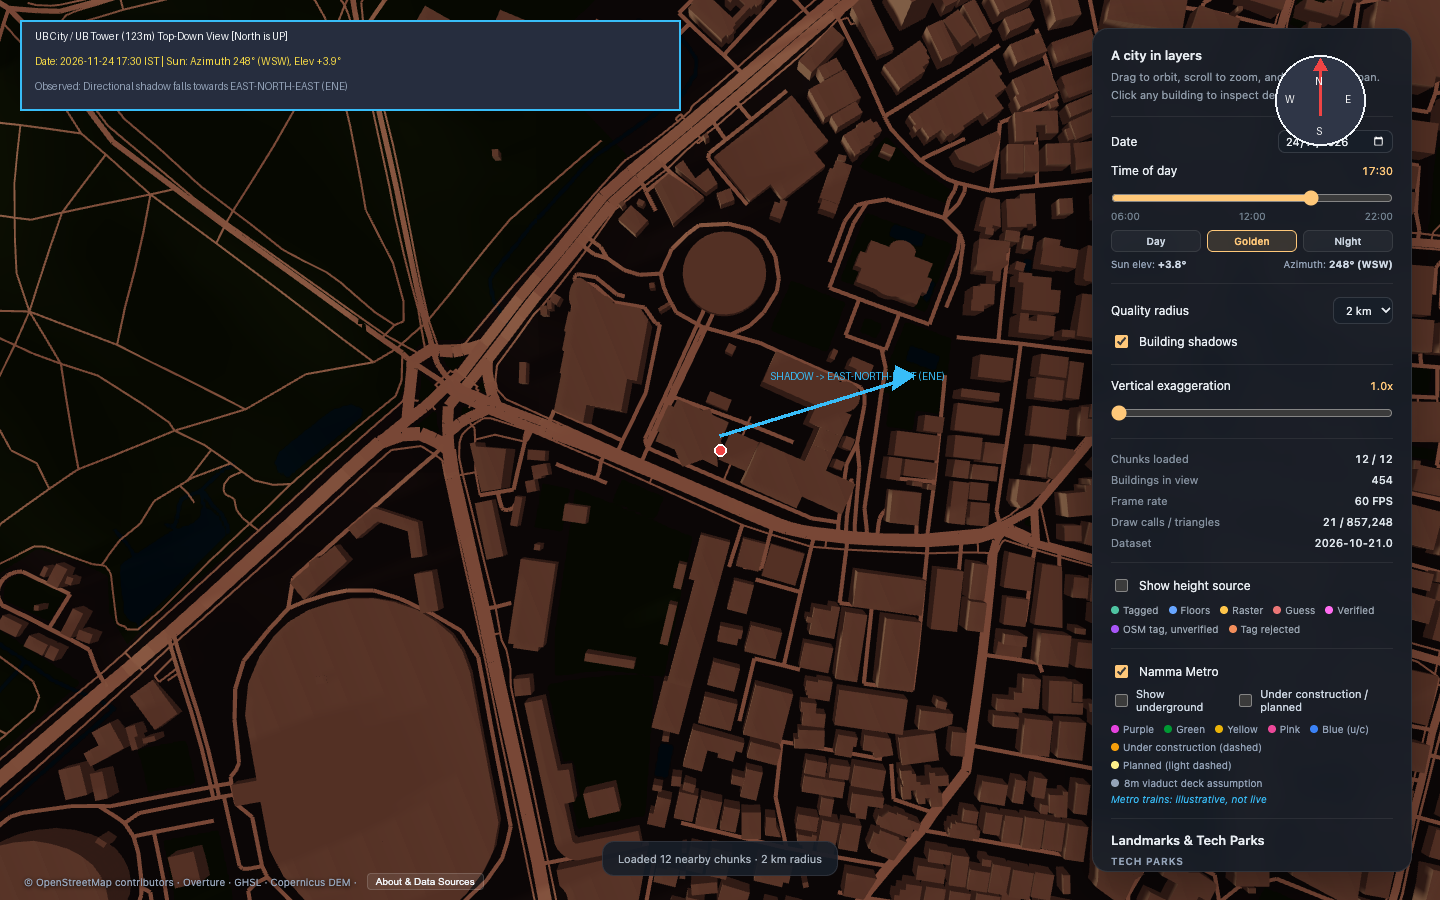 UB City / UB Tower (123m) Top-Down View [North is UP]
Date: 2026-11-24 17:30 IST | Sun: Azimuth 248° (WSW), Elev +3.9°
Observed: Directional shadow falls towards EAST-NORTH-EAST (ENE)
SHADOW -> EAST-NORTH- T (ENE)
A city in layers
Drag to orbit, scroll to zoom, and an.
Click any building to inspect de
N
W E
S
Date 24/ 26
Time of day 17:30
06:00 12:00 22:00
Day Golden Night
Sun elev: +3.8° Azimuth: 248° (WSW)
Quality radius 2 km
Building shadows
Vertical exaggeration 1.0x
Chunks loaded 12 / 12
Buildings in view 454
Frame rate 60 FPS
Draw calls / triangles 21 / 857,248
Dataset 2026-10-21.0
Show height source
Tagged Floors Raster Guess Verified
OSM tag, unverified Tag rejected
Namma Metro
Show underground Under construction / planned
Purple Green Yellow Pink Blue (u/c)
Under construction (dashed)
Planned (light dashed)
8m viaduct deck assumption
Metro trains: illustrative, not live
Landmarks & Tech Parks
TECH PARKS
Loaded 12 nearby chunks · 2 km radius
© OpenStreetMap contributors · Overture · GHSL · Copernicus DEM · About & Data Sources